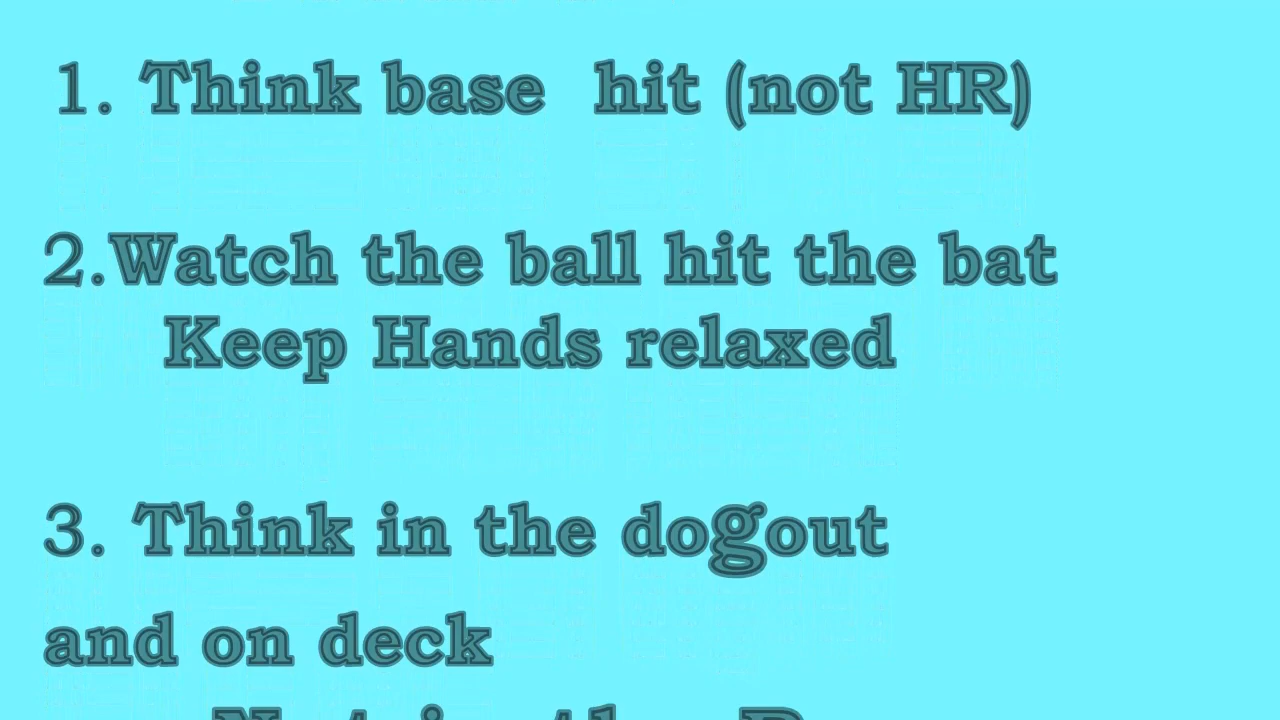 1. Think base hit (not HR)
2.Watch the ball hit the bat
Keep Hands relaxed
3. Think in the dogout
and on deck